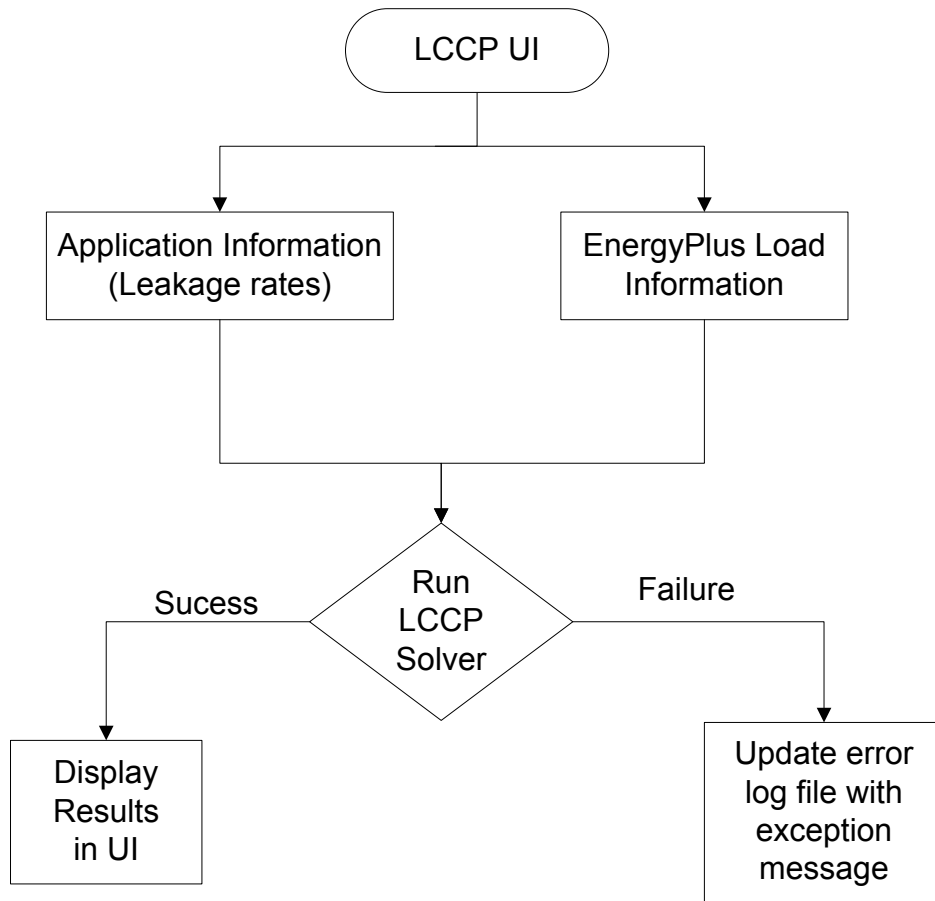 LCCP UI
Application Information
(Leakage rates)
EnergyPlus Load
Information
Run
LCCP
Solver
Sucess
Failure
Display
Results
in UI
Update error
log file with
exception
message